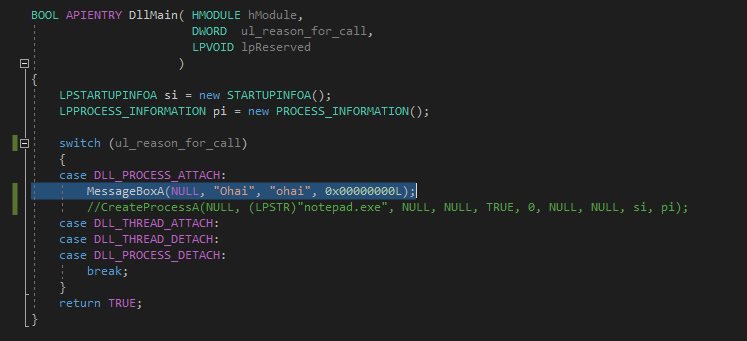 BOOL APIENTRY DllMain( HMODULE hModule,
DWORD  ul_reason_for_call,
LPVOID lpReserved
)
{
LPSTARTUPINFOA si = new STARTUPINFOA();
LPPROCESS_INFORMATION pi = new PROCESS_INFORMATION();
switch (ul_reason_for_call)
{
case DLL_PROCESS_ATTACH:
MessageBoxA(NULL, "Ohai", "ohai", 0x00000000L);
//CreateProcessA(NULL, (LPSTR)"notepad.exe", NULL, NULL, TRUE, 0, NULL, NULL, si, pi);
case DLL_THREAD_ATTACH:
case DLL_THREAD_DETACH:
case DLL_PROCESS_DETACH:
break;
}
return TRUE;
}